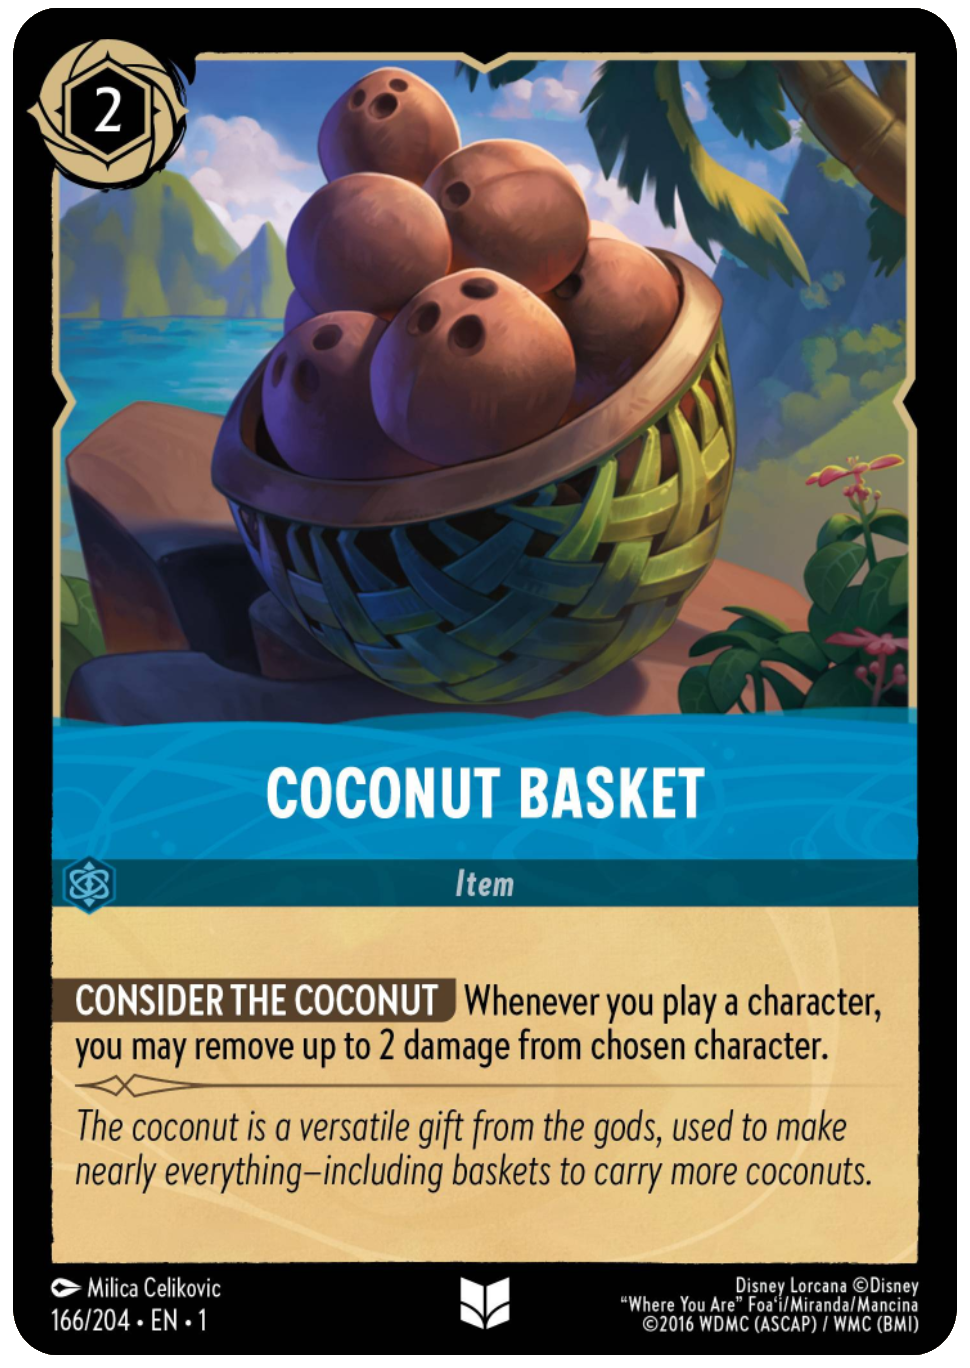 2
COCONUT BASKET
Item
CONSIDER THE COCONUT Whenever you play a character,
you may remove up to 2 damage from chosen character.
The coconut is a versatile gift from the gods, used to make
nearly everything–including baskets to carry more coconuts.
Milica Celikovic
166/204 • EN • 1
Disney Lorcana ©Disney
“Where You Are” Foa‘i/Miranda/Mancina
©2016 WDMC (ASCAP) / WMC (BMI)